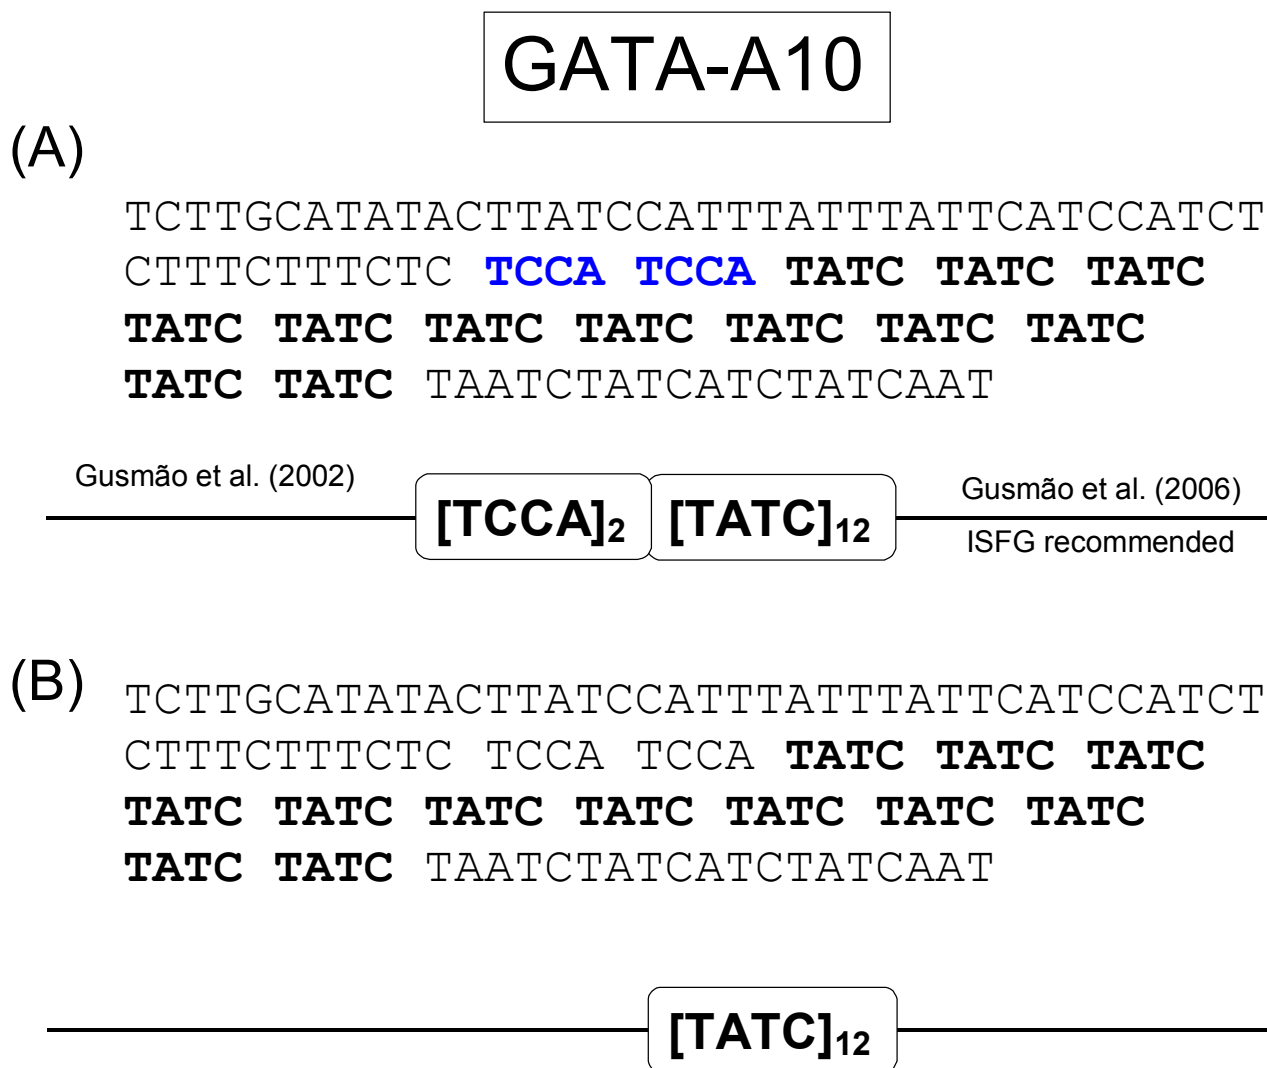 GATA-A10
(A)
TCTTGCATATACTTATCCATTTATTTATTCATCCATCT
CTTTCTTTCTC TCCA TCCA TATC TATC TATC
TATC TATC TATC TATC TATC TATC TATC
TATC TATC TAATCTATCATCTATCAAT
Gusmão et al. (2002)
[TCCA]2 [TATC]12
Gusmão et al. (2006)
ISFG recommended
(B)
TCTTGCATATACTTATCCATTTATTTATTCATCCATCT
CTTTCTTTCTC TCCA TCCA TATC TATC TATC
TATC TATC TATC TATC TATC TATC TATC
TATC TATC TAATCTATCATCTATCAAT
[TATC]12